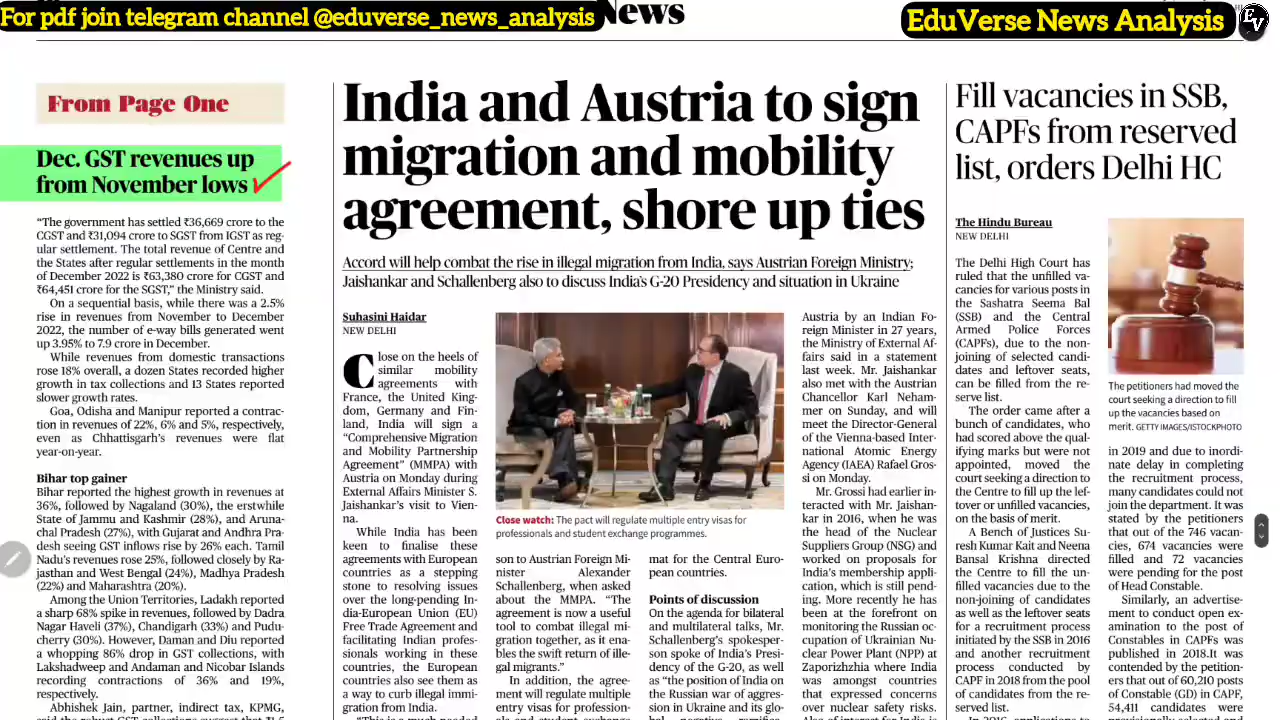 For pdf join telegram channel @eduverse_news_analysis
News
EduVerse News Analysis
EV
From Page One
Dec. GST revenues up
from November lows
“The government has settled ₹36,669 crore to the
CGST and ₹31,094 crore to SGST from IGST as reg-
ular settlement. The total revenue of Centre and
the States after regular settlements in the month
of December 2022 is ₹63,380 crore for CGST and
₹64,451 crore for the SGST,” the Ministry said.
On a sequential basis, while there was a 2.5%
rise in revenues from November to December
2022, the number of e-way bills generated went
up 3.95% to 7.9 crore in December.
While revenues from domestic transactions
rose 18% overall, a dozen States recorded higher
growth in tax collections and 13 States reported
slower growth rates.
Goa, Odisha and Manipur reported a contrac-
tion in revenues of 22%, 6% and 5%, respectively,
even as Chhattisgarh’s revenues were flat
year-on-year.
Bihar top gainer
Bihar reported the highest growth in revenues at
36%, followed by Nagaland (30%), the erstwhile
State of Jammu and Kashmir (28%), and Aruna-
chal Pradesh (27%), with Gujarat and Andhra Pra-
desh seeing GST inflows rise by 26% each. Tamil
Nadu’s revenues rose 25%, followed closely by Ra-
jasthan and West Bengal (24%), Madhya Pradesh
(22%) and Maharashtra (20%).
Among the Union Territories, Ladakh reported
a sharp 68% spike in revenues, followed by Dadra
Nagar Haveli (37%), Chandigarh (33%) and Pudu-
cherry (30%). However, Daman and Diu reported
a whopping 86% drop in GST collections, with
Lakshadweep and Andaman and Nicobar Islands
recording contractions of 36% and 19%,
respectively.
Abhishek Jain, partner, indirect tax, KPMG,
India and Austria to sign
migration and mobility
agreement, shore up ties
Accord will help combat the rise in illegal migration from India, says Austrian Foreign Ministry;
Jaishankar and Schallenberg also to discuss India’s G-20 Presidency and situation in Ukraine
Suhasini Haidar
NEW DELHI
Close on the heels of
similar mobility
agreements with
France, the United King-
dom, Germany and Fin-
land, India will sign a
“Comprehensive Migration
and Mobility Partnership
Agreement” (MMPA) with
Austria on Monday during
External Affairs Minister S.
Jaishankar’s visit to Vien-
na.
While India has been
keen to finalise these
agreements with European
countries as a stepping
stone to resolving issues
over the long-pending In-
dia-European Union (EU)
Free Trade Agreement and
facilitating Indian profes-
sionals working in these
countries, the European
countries also see them as
a way to curb illegal immi-
gration from India.
Close watch: The pact will regulate multiple entry visas for
professionals and student exchange programmes.
son to Austrian Foreign Mi-
nister Alexander
Schallenberg, when asked
about the MMPA. “The
agreement is now a useful
tool to combat illegal mi-
gration together, as it ena-
bles the swift return of ille-
gal migrants.”
In addition, the agree-
ment will regulate multiple
entry visas for profession-
mat for the Central Euro-
pean countries.
Points of discussion
On the agenda for bilateral
and multilateral talks, Mr.
Schallenberg’s spokesper-
son spoke of India’s Presi-
dency of the G-20, as well
as “the position of India on
the Russian war of aggres-
sion in Ukraine and its glo-
Austria by an Indian Fo-
reign Minister in 27 years,
the Ministry of External Af-
fairs said in a statement
last week. Mr. Jaishankar
also met with the Austrian
Chancellor Karl Neham-
mer on Sunday, and will
meet the Director-General
of the Vienna-based Inter-
national Atomic Energy
Agency (IAEA) Rafael Gros-
si on Monday.
Mr. Grossi had earlier in-
teracted with Mr. Jaishan-
kar in 2016, when he was
the head of the Nuclear
Suppliers Group (NSG) and
worked on proposals for
India’s membership appli-
cation, which is still pend-
ing. More recently he has
been at the forefront on
monitoring the Russian oc-
cupation of Ukrainian Nu-
clear Power Plant (NPP) at
Zaporizhzhia where India
was amongst countries
that expressed concerns
over nuclear safety risks.
Fill vacancies in SSB,
CAPFs from reserved
list, orders Delhi HC
The Hindu Bureau
NEW DELHI
The Delhi High Court has
ruled that the unfilled va-
cancies for various posts in
the Sashatra Seema Bal
(SSB) and the Central
Armed Police Forces
(CAPFs), due to the non-
joining of selected candi-
dates and leftover seats,
can be filled from the re-
serve list.
The order came after a
bunch of candidates, who
had scored above the qual-
ifying marks but were not
appointed, moved the
court seeking a direction to
the Centre to fill up the lef-
tover or unfilled vacancies,
on the basis of merit.
A Bench of Justices Su-
resh Kumar Kait and Neena
Bansal Krishna directed
the Centre to fill the un-
filled vacancies due to the
non-joining of candidates
as well as the leftover seats
for a recruitment process
initiated by the SSB in 2016
and another recruitment
process conducted by
CAPF in 2018 from the pool
of candidates from the re-
serve list.
The petitioners had moved the
court seeking a direction to fill
up the vacancies based on
merit. GETTY IMAGES/ISTOCKPHOTO
in 2019 and due to inordi-
nate delay in completing
the recruitment process,
many candidates could not
join the department. It was
stated by the petitioners
that out of the 746 vacan-
cies, 674 vacancies were
filled and 72 vacancies
were pending for the post
of Head Constable.
Similarly, an advertise-
ment to conduct open ex-
amination to the post of
Constables in CAPFs was
published in 2018.It was
contended by the petition-
ers that out of 60,210 posts
of Constable (GD) in CAPF,
54,411 candidates were